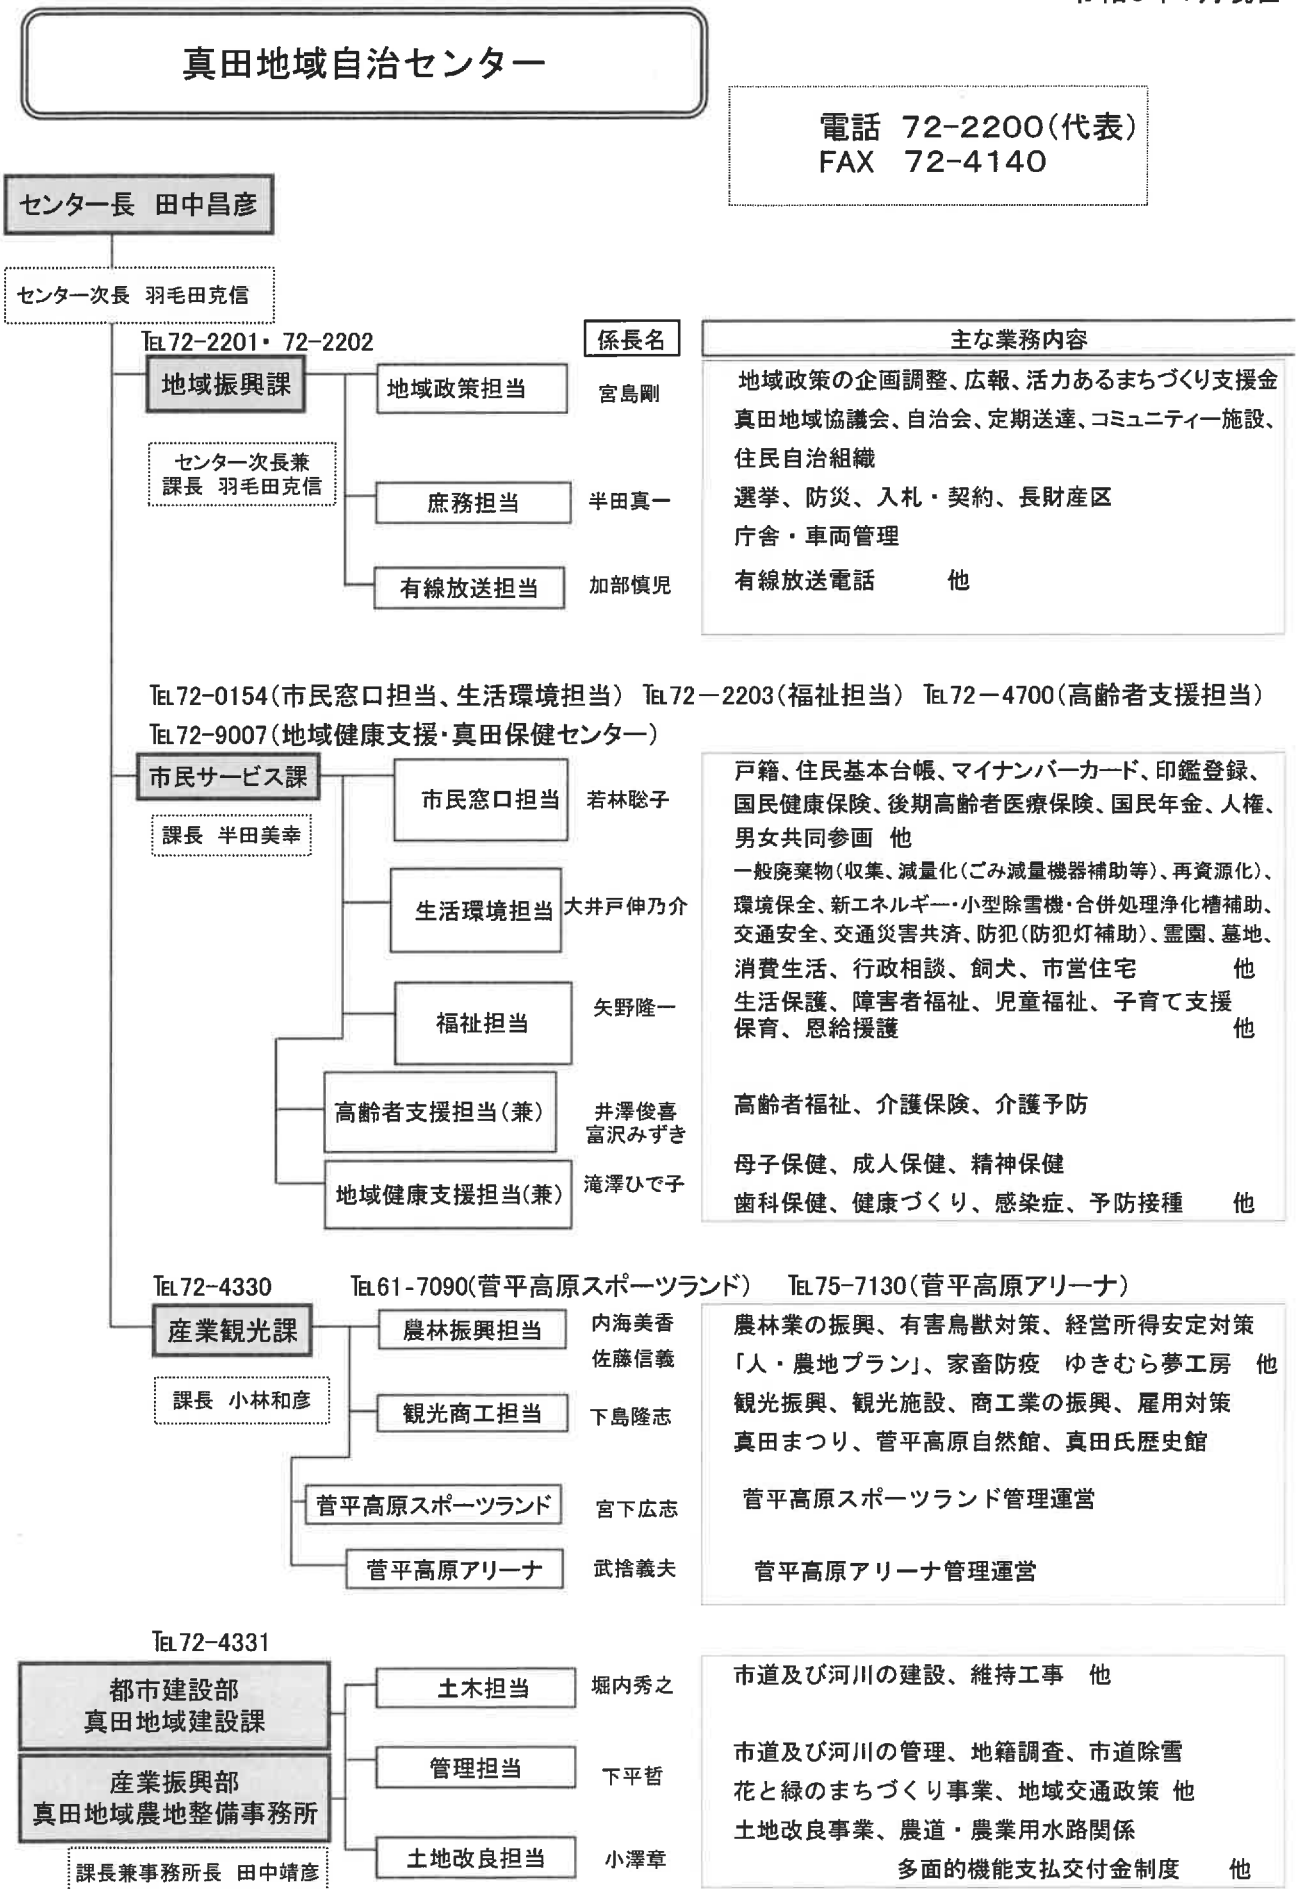 真田地域自治センター
電話 72-2200(代表)
FAX 72-4140
センター長 田中昌彦
センター次長 羽毛田克信
℡72-2201・72-2202
係長名
主な業務内容
地域振興課
センター次長兼
課長 羽毛田克信
地域政策担当
宮島剛
地域政策の企画調整、広報、活力あるまちづくり支援金
真田地域協議会、自治会、定期送達、コミュニティー施設、
住民自治組織
庶務担当
半田真一
選挙、防災、入札・契約、長財産区
庁舎・車両管理
有線放送担当
加部慎児
有線放送電話 他
℡72-0154(市民窓口担当、生活環境担当) ℡72-2203(福祉担当) ℡72-4700(高齢者支援担当)
℡72-9007(地域健康支援・真田保健センター)
市民サービス課
課長 半田美幸
市民窓口担当
若林聡子
戸籍、住民基本台帳、マイナンバーカード、印鑑登録、
国民健康保険、後期高齢者医療保険、国民年金、人権、
男女共同参画 他
生活環境担当
大井戸伸乃介
一般廃棄物(収集、減量化(ごみ減量機器補助等)、再資源化)、
環境保全、新エネルギー・小型除雪機・合併処理浄化槽補助、
交通安全、交通災害共済、防犯(防犯灯補助)、霊園、墓地、
消費生活、行政相談、飼犬、市営住宅 他
福祉担当
矢野隆一
生活保護、障害者福祉、児童福祉、子育て支援
保育、恩給援護 他
高齢者支援担当(兼)
井澤俊喜
富沢みずき
高齢者福祉、介護保険、介護予防
地域健康支援担当(兼)
滝澤ひで子
母子保健、成人保健、精神保健
歯科保健、健康づくり、感染症、予防接種 他
℡72-4330 ℡61-7090(菅平高原スポーツランド) ℡75-7130(菅平高原アリーナ)
産業観光課
課長 小林和彦
農林振興担当
内海美香
佐藤信義
農林業の振興、有害鳥獣対策、経営所得安定対策
「人・農地プラン」、家畜防疫 ゆきむら夢工房 他
観光商工担当
下島隆志
観光振興、観光施設、商工業の振興、雇用対策
真田まつり、菅平高原自然館、真田氏歴史館
菅平高原スポーツランド
宮下広志
菅平高原スポーツランド管理運営
菅平高原アリーナ
武捨義夫
菅平高原アリーナ管理運営
℡72-4331
都市建設部
真田地域建設課
産業振興部
真田地域農地整備事務所
課長兼事務所長 田中靖彦
土木担当
堀内秀之
市道及び河川の建設、維持工事 他
管理担当
下平哲
市道及び河川の管理、地籍調査、市道除雪
花と緑のまちづくり事業、地域交通政策 他
土地改良担当
小澤章
土地改良事業、農道・農業用水路関係
多面的機能支払交付金制度 他